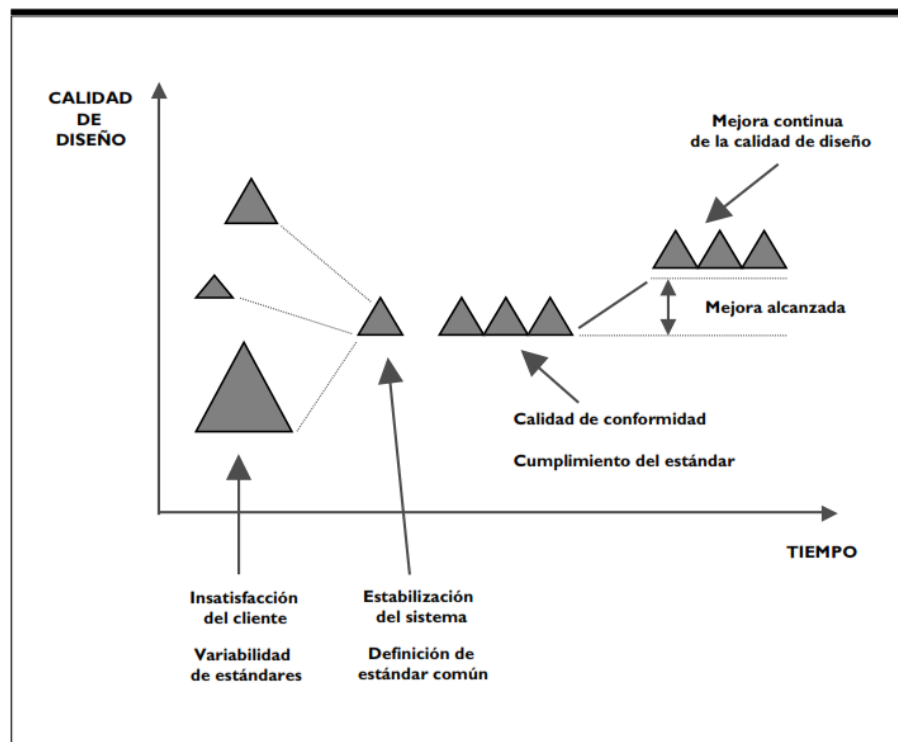 CALIDAD
DE
DISEÑO
Mejora continua
de la calidad de diseño
Mejora alcanzada
Calidad de conformidad
Cumplimiento del estándar
TIEMPO
Insatisfacción
del cliente
Variabilidad
de estándares
Estabilización
del sistema
Definición de
estándar común